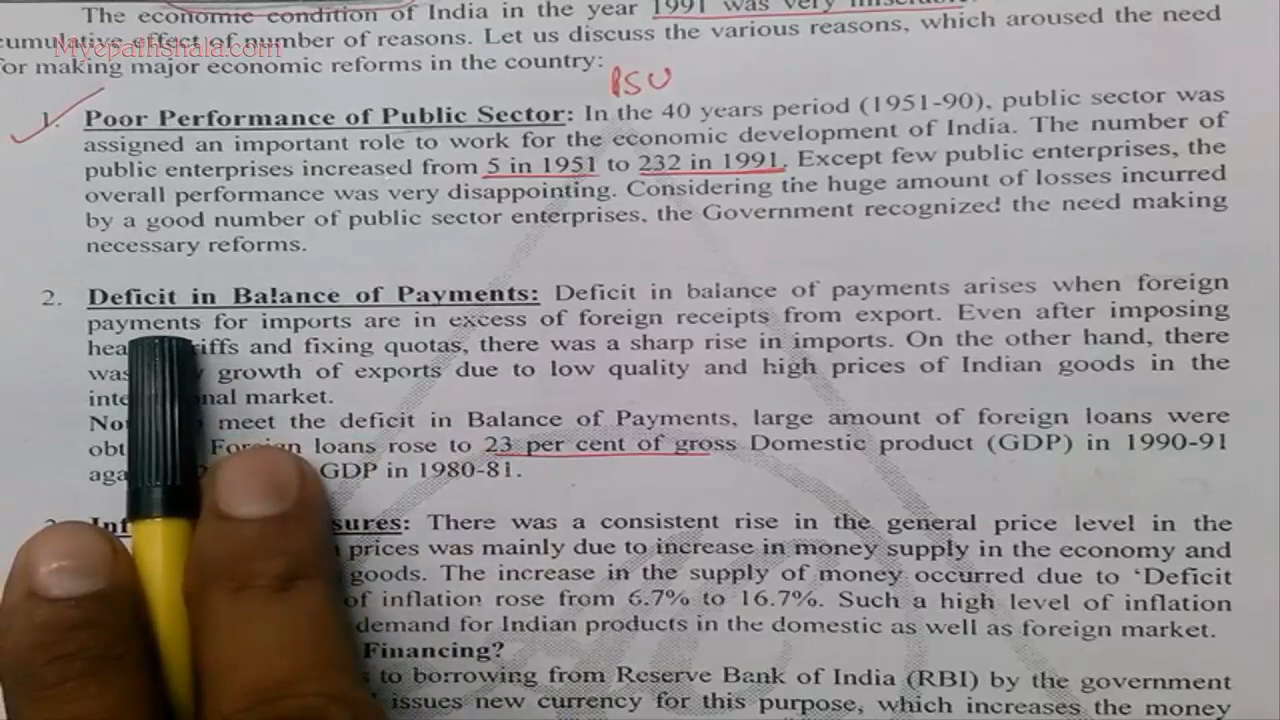 The economic condition of India in the year 1991 was very
cumulative effect of number of reasons. Let us discuss the various reasons, which aroused the need
Myepathshala.com
for making major economic reforms in the country:
PSU
1. Poor Performance of Public Sector: In the 40 years period (1951-90), public sector was
assigned an important role to work for the economic development of India. The number of
public enterprises increased from 5 in 1951 to 232 in 1991. Except few public enterprises, the
overall performance was very disappointing. Considering the huge amount of losses incurred
by a good number of public sector enterprises, the Government recognized the need making
necessary reforms.
2. Deficit in Balance of Payments: Deficit in balance of payments arises when foreign
payments for imports are in excess of foreign receipts from export. Even after imposing
and fixing quotas, there was a sharp rise in imports. On the other hand, there
was growth of exports due to low quality and high prices of Indian goods in the
market.
meet the deficit in Balance of Payments, large amount of foreign loans were
Foreign loans rose to 23 per cent of gross Domestic product (GDP) in 1990-91
GDP in 1980-81.
There was a consistent rise in the general price level in the
prices was mainly due to increase in money supply in the economy and
goods. The increase in the supply of money occurred due to ‘Deficit
of inflation rose from 6.7% to 16.7%. Such a high level of inflation
demand for Indian products in the domestic as well as foreign market.
Financing?
to borrowing from Reserve Bank of India (RBI) by the government
issues new currency for this purpose, which increases the money